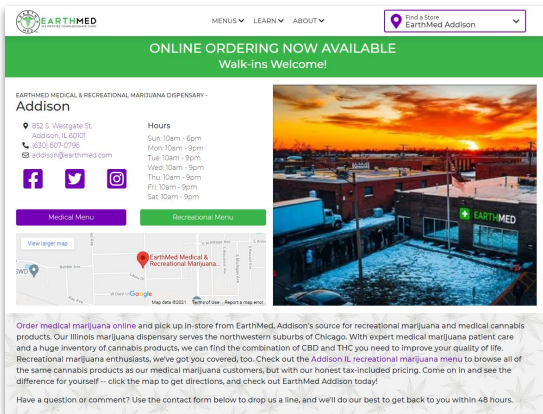 EARTHMED
MENUS
LEARN
ABOUT
Find a Store
EarthMed Addison
ONLINE ORDERING NOW AVAILABLE
Walk-ins Welcome!
EARTHMED MEDICAL & RECREATIONAL MARIJUANA DISPENSARY -
Addison
852 S. Westgate St.
Addison, IL 60101
(630) 607-0796
addison@earthmed.com
Hours
Sun: 10am - 6pm
Mon: 10am - 9pm
Tue: 10am - 9pm
Wed: 10am - 9pm
Thu: 10am - 9pm
Fri: 10am - 9pm
Sat: 10am - 9pm
Medical Menu
Recreational Menu
EARTHMED
View larger map
EarthMed Medical &
Recreational Marijuana...
SWD
Google
Map data ©2021 Terms of Use Report a map error
Order medical marijuana online and pick up in-store from EarthMed, Addison's source for recreational marijuana and medical cannabis
products. Our Illinois marijuana dispensary serves the northwestern suburbs of Chicago. With expert medical marijuana patient care
and a huge inventory of cannabis products, we can find the combination of CBD and THC you need to improve your quality of life.
Recreational marijuana enthusiasts, we've got you covered, too. Check out the Addison IL recreational marijuana menu to browse all of
the same cannabis products as our medical marijuana customers, but with our honest tax-included pricing. Come on in and see the
difference for yourself -- click the map to get directions, and check out EarthMed Addison today!
Have a question or comment? Use the contact form below to drop us a line, and we'll do our best to get back to you within 48 hours.